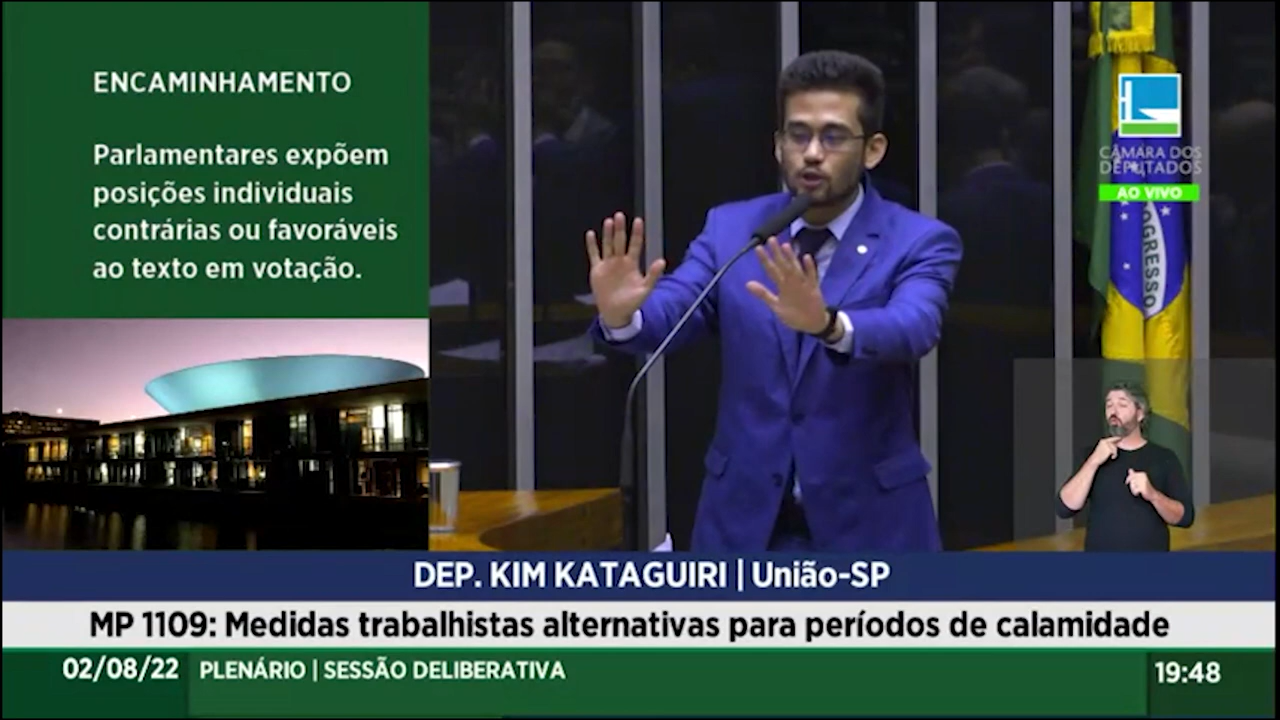 ENCAMINHAMENTO
Parlamentares expõem
posições individuais
contrárias ou favoráveis
ao texto em votação.
CÂMARA DOS
DEPUTADOS
AO VIVO
OGRESSO
DEP. KIM KATAGUIRI | União-SP
MP 1109: Medidas trabalhistas alternativas para períodos de calamidade
02/08/22 PLENÁRIO | SESSÃO DELIBERATIVA 19:48